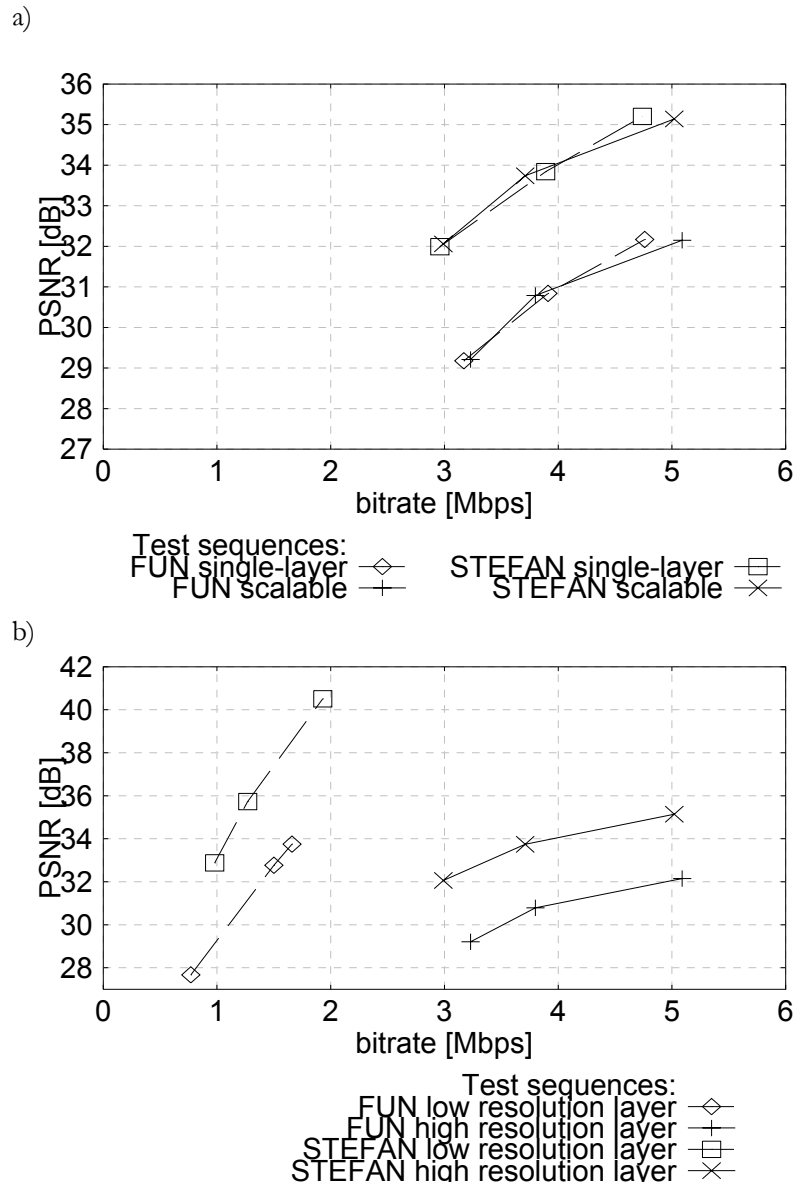 a)
36
35
34
33
32
31
30
29
28
27
PSNR [dB]
0 1 2 3 4 5 6
bitrate [Mbps]
Test sequences:
FUN single-layer STEFAN single-layer
FUN scalable STEFAN scalable
b)
42
40
38
36
34
32
30
28
PSNR [dB]
0 1 2 3 4 5 6
bitrate [Mbps]
Test sequences:
FUN low resolution layer
FUN high resolution layer
STEFAN low resolution layer
STEFAN high resolution layer